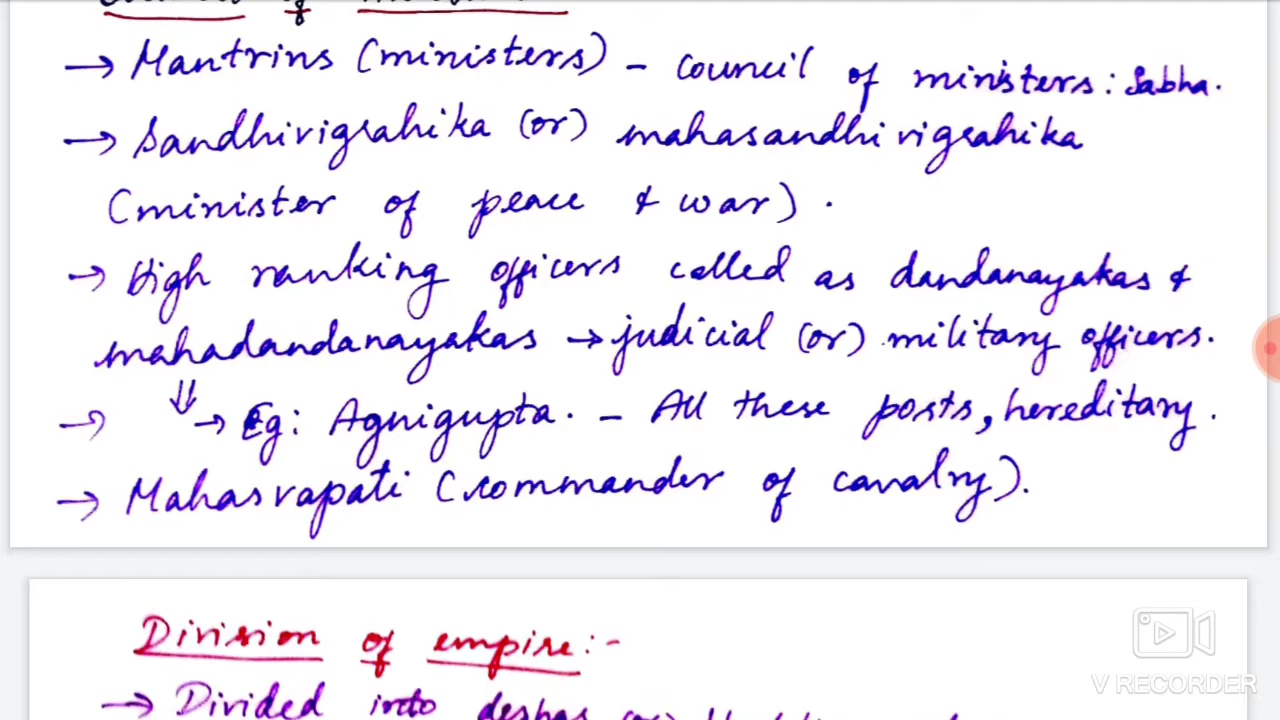 → Mantrins (ministers) - council of ministers: Sabha.
→ Sandhivigrahika (or) mahasandhivigrahika
(minister of peace & war).
→ High ranking officers called as dandanayakas &
mahadandanayakas → judicial (or) military officers.
→ ⇓ → Eg: Agnigupta. - All these posts, hereditary.
→ Mahasvapati (commander of cavalry).
Division of empire:-
→ Divided into deshas (or)
V RECORDER